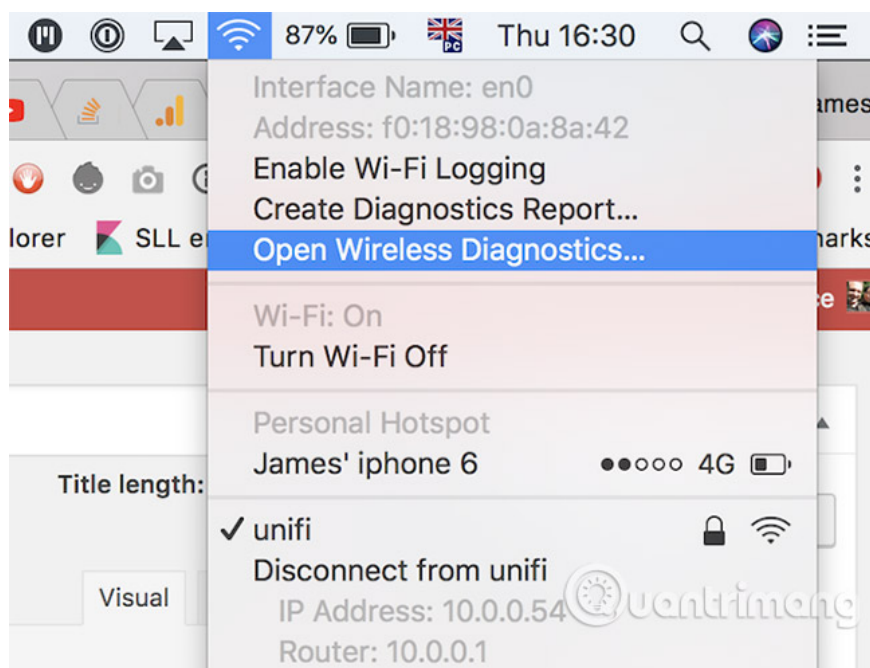 87% PC Thu 16:30
Interface Name: en0
ames
Address: f0:18:98:0a:8a:42
Enable Wi-Fi Logging
Create Diagnostics Report...
lorer SLL e
Open Wireless Diagnostics...
harks
Wi-Fi: On
e
Turn Wi-Fi Off
Personal Hotspot
James' iphone 6 4G
Title length:
unifi
Disconnect from unifi
Visual
IP Address: 10.0.0.54
Quantrimang
Router: 10.0.0.1